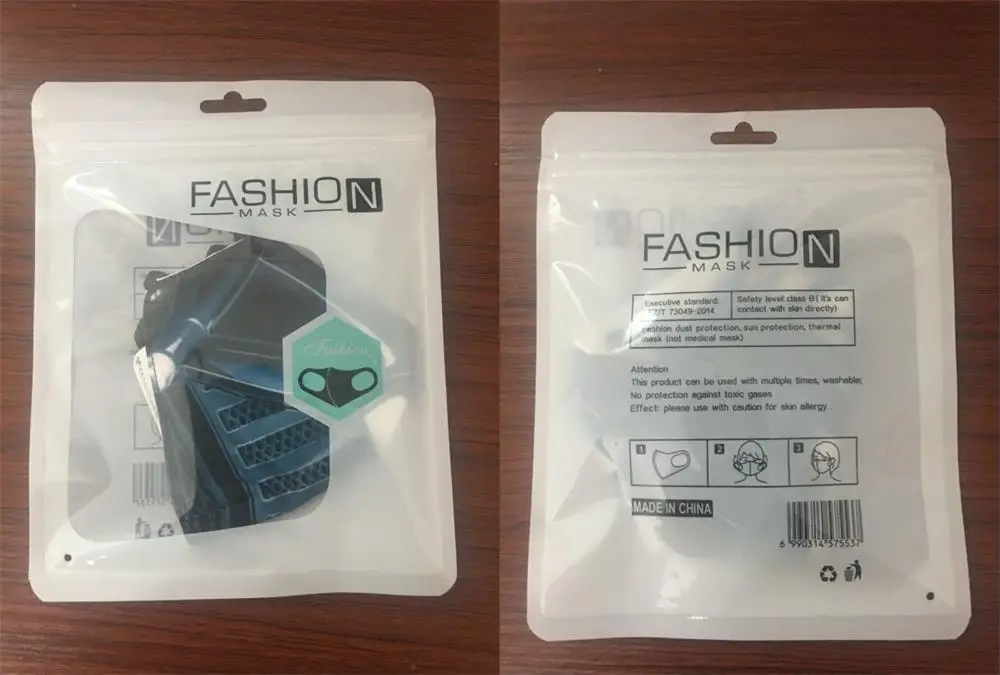 FASHION
MASK
Fashion
FASHION
MASK
Executive standard:
FZ/T 73049-2014
Safety level:class B( it's can
contact with skin directly)
Fashion dust protection, sun protection, thermal
mask (not medical mask)
Attention
This product can be used with multiple times, washable;
No protection against toxic gases
Effect: please use with caution for skin allergy .
1
2
3
MADE IN CHINA
6 990314 575537